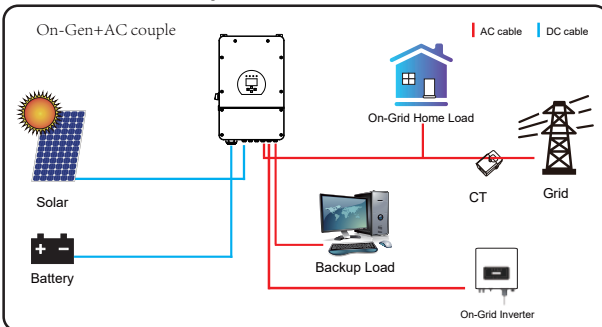 On-Gen+AC couple
AC cable
DC cable
On-Grid Home Load
CT
Grid
Solar
Backup Load
Battery
On-Grid Inverter